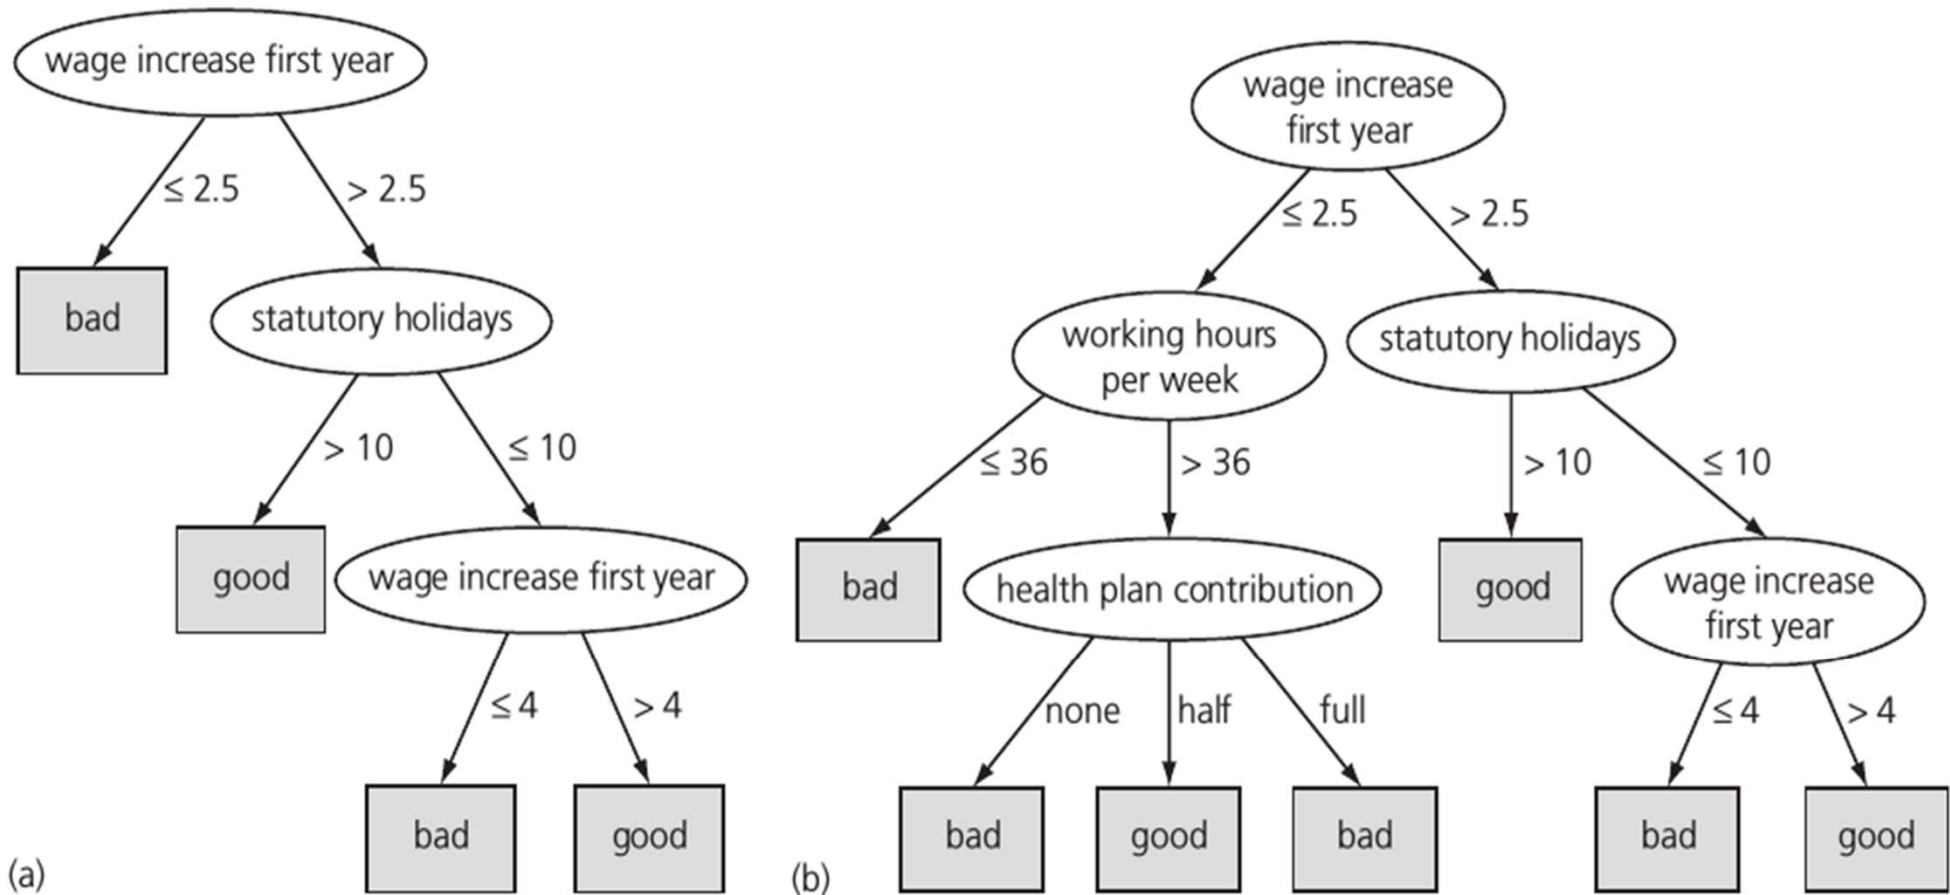 wage increase first year
≤ 2.5
> 2.5
bad
statutory holidays
> 10
≤ 10
good
wage increase first year
≤ 4
> 4
bad
good
(a)
wage increase
first year
≤ 2.5
> 2.5
working hours
per week
statutory holidays
≤ 36
> 36
> 10
≤ 10
bad
health plan contribution
good
wage increase
first year
none
half
full
≤ 4
> 4
bad
good
bad
bad
good
(b)